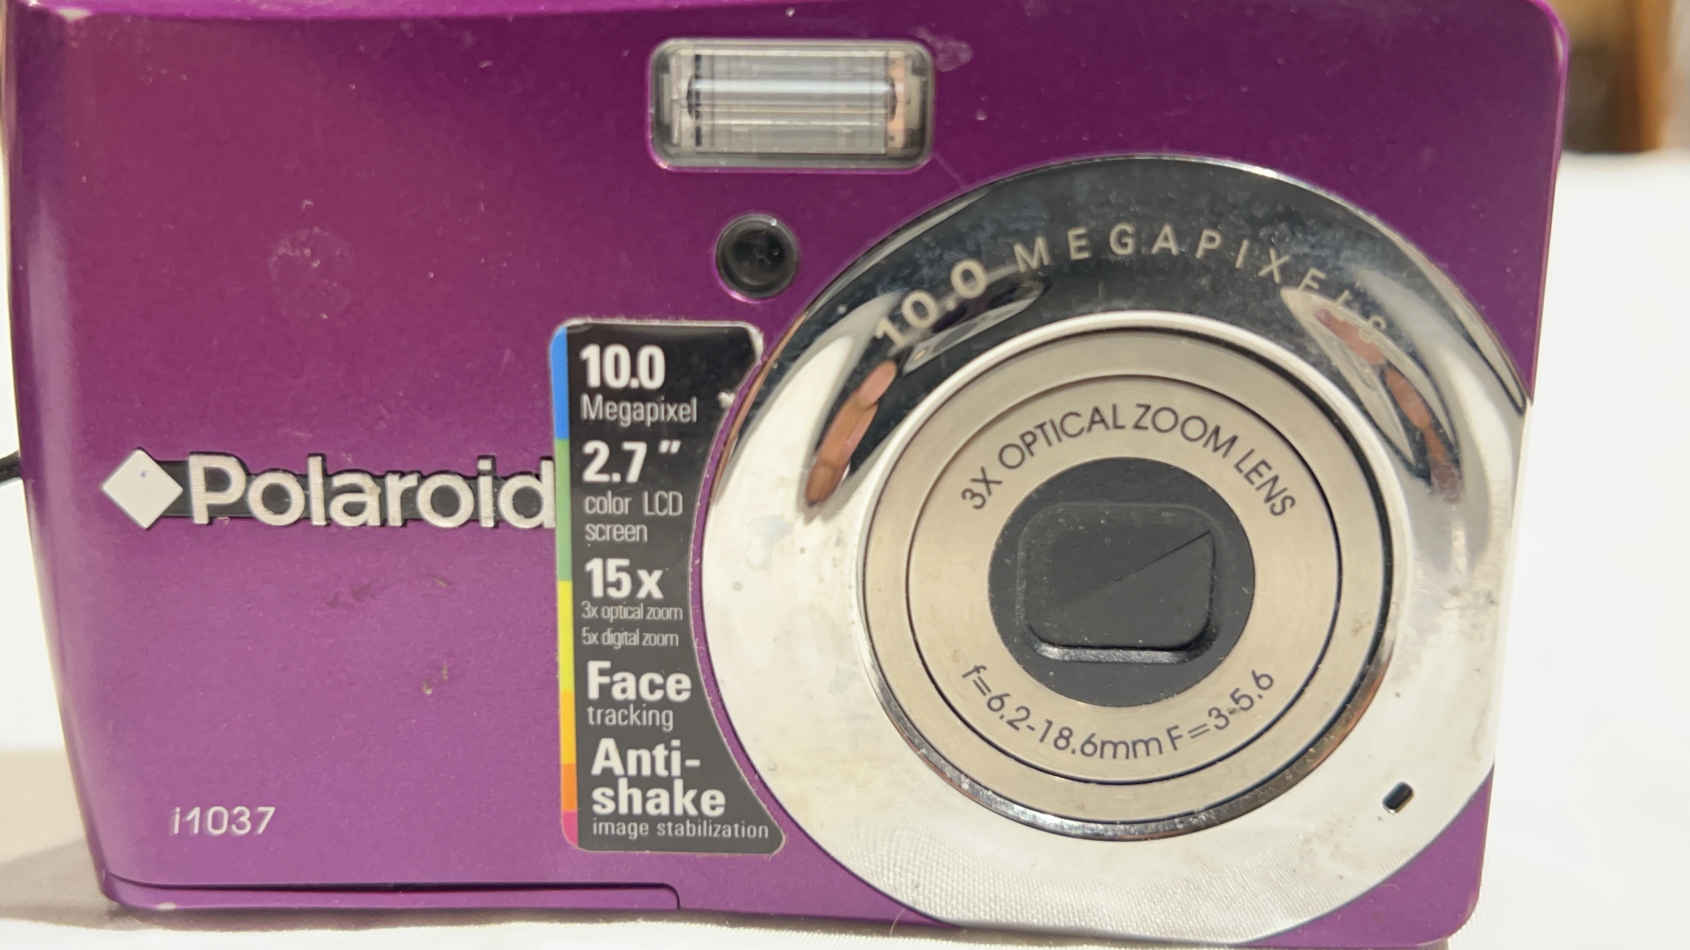 10.0 MEGAPIXELS
Polaroid
10.0
Megapixel
2.7"
color LCD
screen
15x
3x optical zoom
5x digital zoom
Face
tracking
Anti-
shake
image stabilization
3X OPTICAL ZOOM LENS
f=6.2-18.6mm F=3-5.6
i1037